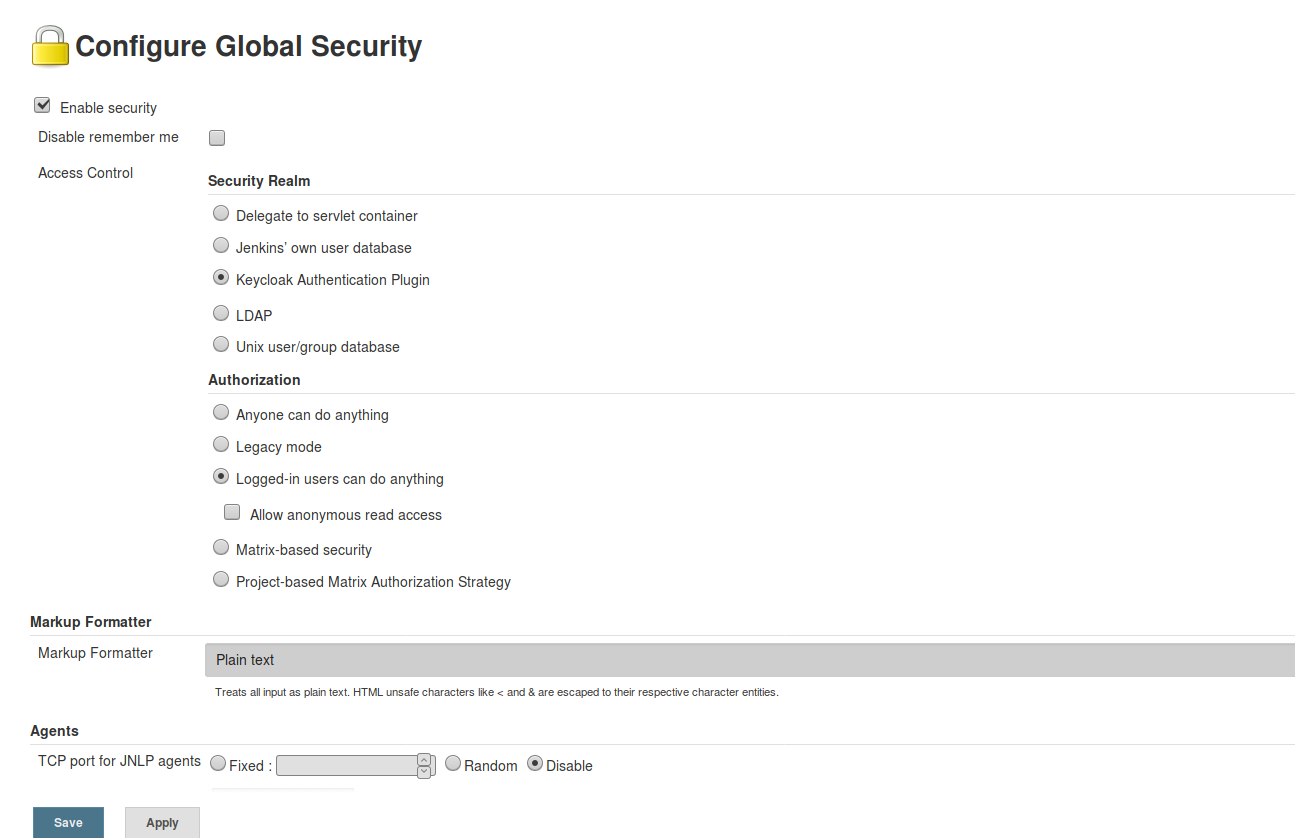 Configure Global Security
Enable security
Disable remember me
Access Control
Security Realm
Delegate to servlet container
Jenkins’ own user database
Keycloak Authentication Plugin
LDAP
Unix user/group database
Authorization
Anyone can do anything
Legacy mode
Logged-in users can do anything
Allow anonymous read access
Matrix-based security
Project-based Matrix Authorization Strategy
Markup Formatter
Markup Formatter Plain text
Treats all input as plain text. HTML unsafe characters like < and & are escaped to their respective character entities.
Agents
TCP port for JNLP agents Fixed : Random Disable
Save Apply